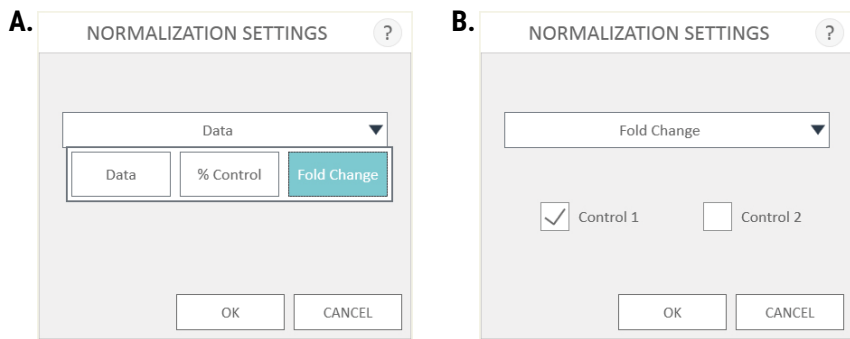 A.
NORMALIZATION SETTINGS ?
Data
Data % Control Fold Change
OK CANCEL
B.
NORMALIZATION SETTINGS ?
Fold Change
Control 1 Control 2
OK CANCEL